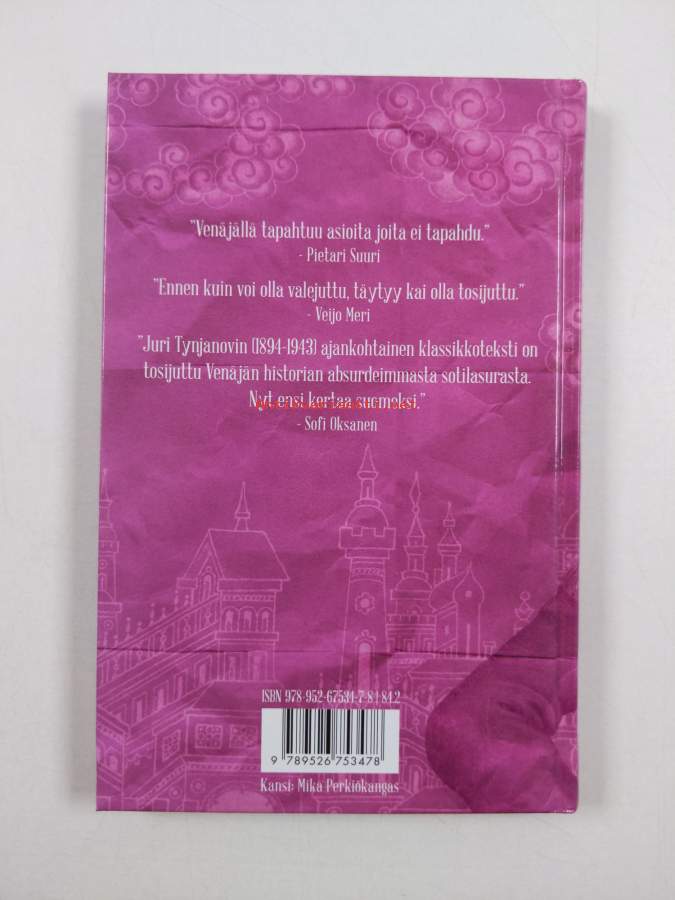 "Venäjällä tapahtuu asioita joita ei tapahdu."
- Pietari Suuri
"Ennen kuin voi olla valejuttu, täytyy kai olla tosijuttu."
- Veijo Meri
"Juri Tynjanovin (1894-1943) ajankohtainen klassikkoteksti on
tosijuttu Venäjän historian absurdeimmasta sotilasurasta.
Nyt ensi kertaa suomeksi."
- Sofi Oksanen
ISBN 978-952-67534-7-8 | 84.2
9 789526 753478
Kansi: Mika Perkiökangas